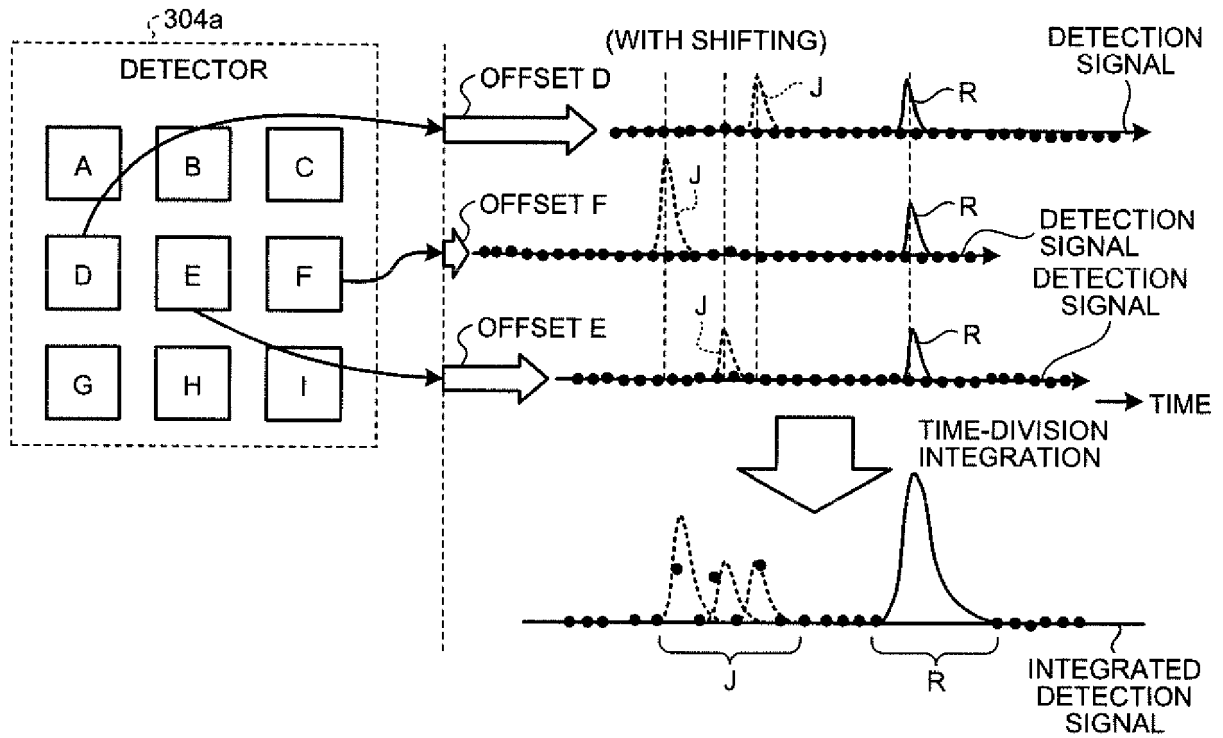 304a
DETECTOR
A B C
D E F
G H I
(WITH SHIFTING)
OFFSET D
J
R
DETECTION
SIGNAL
OFFSET F
J
R
DETECTION
SIGNAL
OFFSET E
J
R
DETECTION
SIGNAL
TIME
TIME-DIVISION
INTEGRATION
J
R
INTEGRATED
DETECTION
SIGNAL